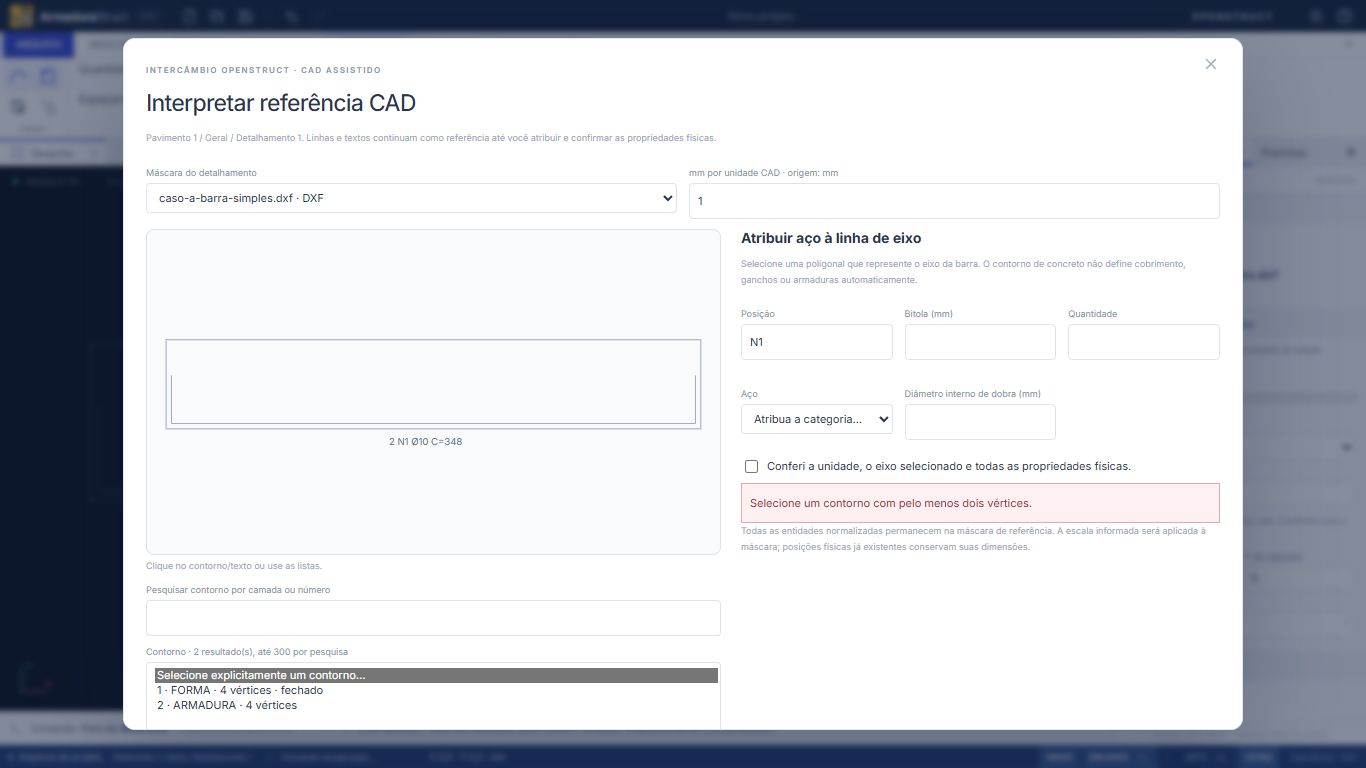 INTERCÂMBIO OPENSTRUCT · CAD ASSISTIDO
Interpretar referência CAD
Pavimento 1 / Geral / Detalhamento 1. Linhas e textos continuam como referência até você atribuir e confirmar as propriedades físicas.
Máscara do detalhamento
caso-a-barra-simples.dxf · DXF
mm por unidade CAD · origem: mm
1
2 N1 Ø10 C=348
Clique no contorno/texto ou use as listas.
Pesquisar contorno por camada ou número
Contorno · 2 resultado(s), até 300 por pesquisa
Selecione explicitamente um contorno...
1 · FORMA · 4 vértices · fechado
2 · ARMADURA · 4 vértices
Atribuir aço à linha de eixo
Selecione uma poligonal que represente o eixo da barra. O contorno de concreto não define cobrimento,
ganchos ou armaduras automaticamente.
Posição
Bitola (mm)
Quantidade
N1
Aço
Diâmetro interno de dobra (mm)
Atribua a categoria...
Conferi a unidade, o eixo selecionado e todas as propriedades físicas.
Selecione um contorno com pelo menos dois vértices.
Todas as entidades normalizadas permanecem na máscara de referência. A escala informada será aplicada à
máscara; posições físicas já existentes conservam suas dimensões.